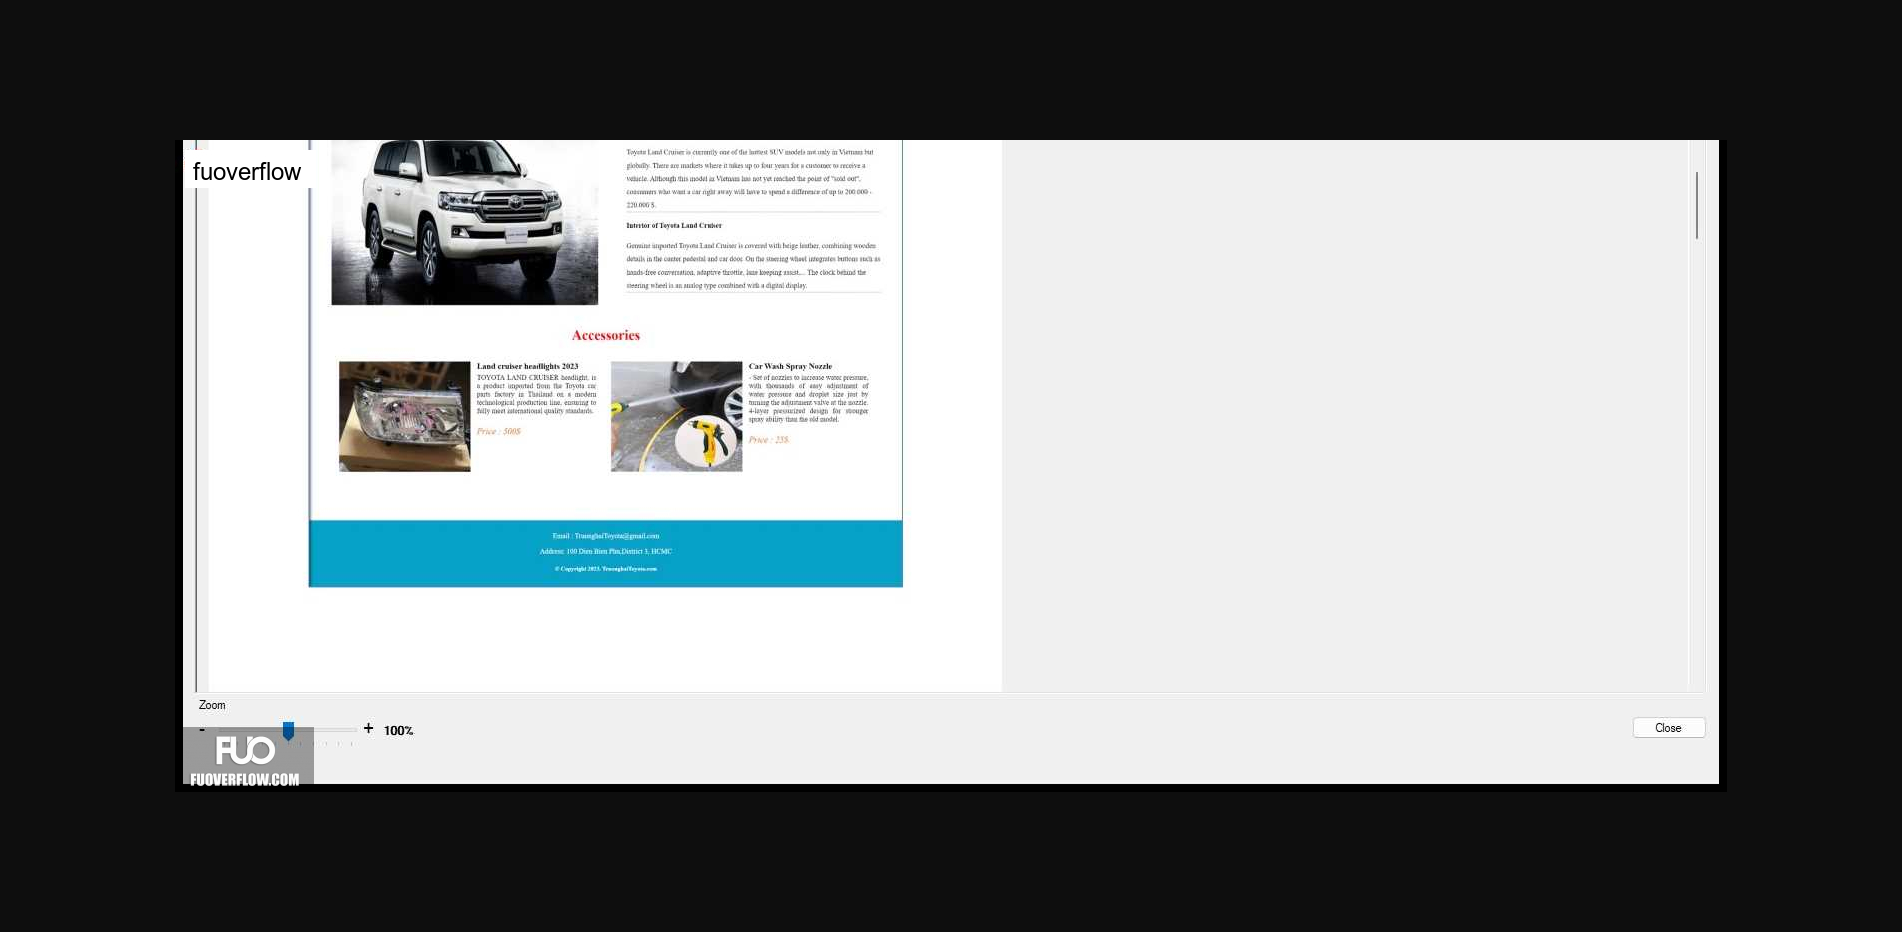 fuoverflow
Toyota Land Cruiser is currently one of the hottest SUV models not only in Vietnam but
globally. There are markets where it takes up to four years for a customer to receive a
vehicle. Although this model in Vietnam has not yet reached the point of "sold out",
consumers who want a car right away will have to spend a difference of up to 200.000 -
220.000 $.
Interior of Toyota Land Cruiser
Genuine imported Toyota Land Cruiser is covered with beige leather, combining wooden
details in the center pedestal and car door. On the steering wheel integrates buttons such as
hands-free conversation, adaptive throttle, lane keeping assist,... The clock behind the
steering wheel is an analog type combined with a digital display.
Accessories
Land cruiser headlights 2023
TOYOTA LAND CRUISER headlight, is
a product imported from the Toyota car
parts factory in Thailand on a modern
technological production line, ensuring to
fully meet international quality standards.
Price : 500$
Car Wash Spray Nozzle
- Set of nozzles to increase water pressure,
with thousands of easy adjustment of
water pressure and droplet size just by
turning the adjustment valve at the nozzle.
4-layer pressurized design for stronger
spray ability than the old model.
Price : 23$
Email : TruonghaiToyota@gmail.com
Address: 100 Dien Bien Phu,District 3, HCMC
© Copyright 2023. TruonghaiToyota.com
Zoom
- + 100%
Close
FUO
FUOVERFLOW.COM